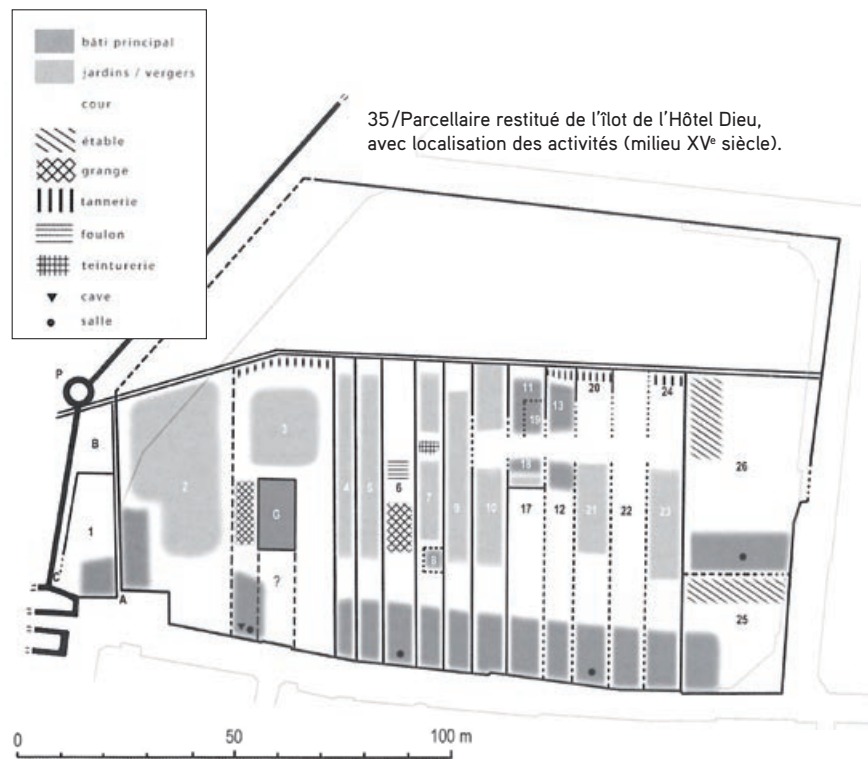 bâti principal
jardins / vergers
cour
étable
grange
tannerie
foulon
teinturerie
cave
salle
35/Parcellaire restitué de l'îlot de l'Hôtel Dieu,
avec localisation des activités (milieu XVe siècle).
P
B
1
C
A
2
3
G
?
4
5
6
7
8
9
10
11
19
18
17
13
12
20
21
22
24
23
26
25
0
50
100 m